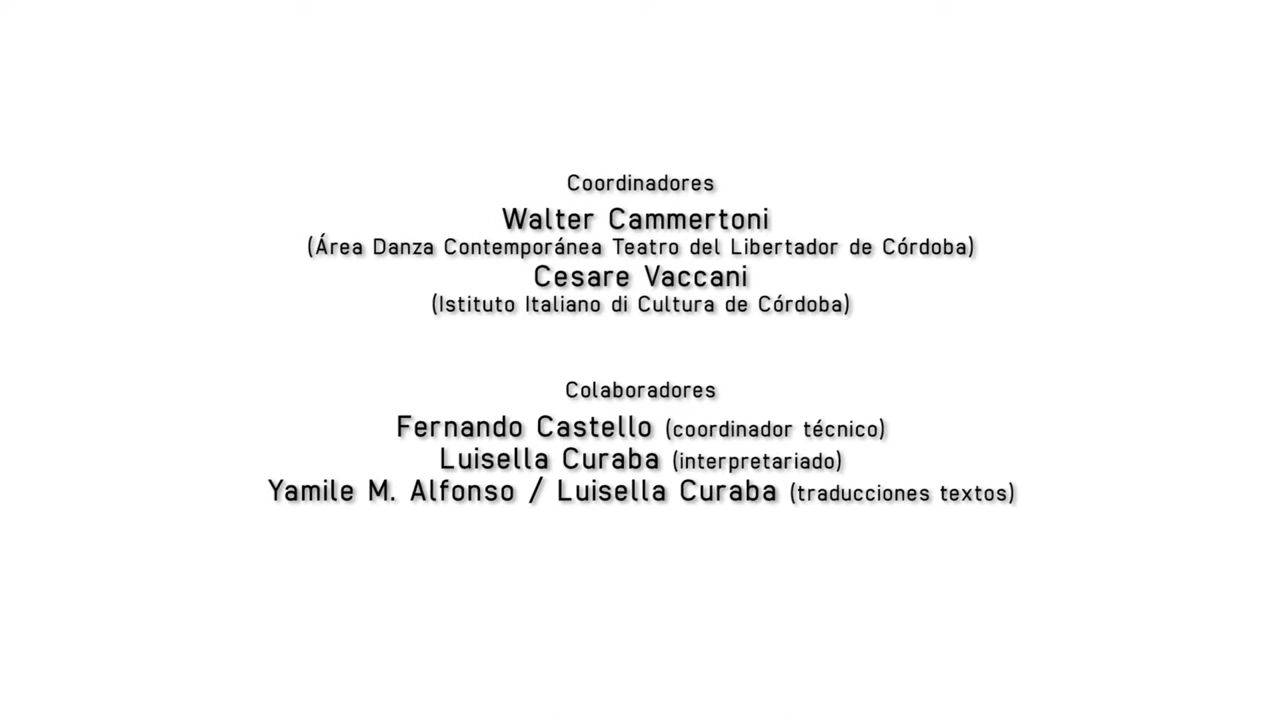 Coordinadores
Walter Cammertoni
(Área Danza Contemporánea Teatro del Libertador de Córdoba)
Cesare Vaccani
(Istituto Italiano di Cultura de Córdoba)
Colaboradores
Fernando Castello (coordinador técnico)
Luisella Curaba (interpretariado)
Yamile M. Alfonso / Luisella Curaba (traducciones textos)